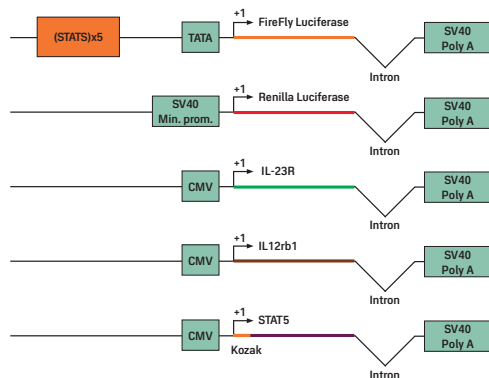 +1 FireFly Luciferase
(STATS)x5 TATA SV40
Poly A
Intron
+1 Renilla Luciferase
SV40
Min. prom.
SV40
Poly A
Intron
+1 IL-23R
CMV SV40
Poly A
Intron
+1 IL12rb1
CMV SV40
Poly A
Intron
+1 STAT5
CMV SV40
Poly A
Kozak
Intron